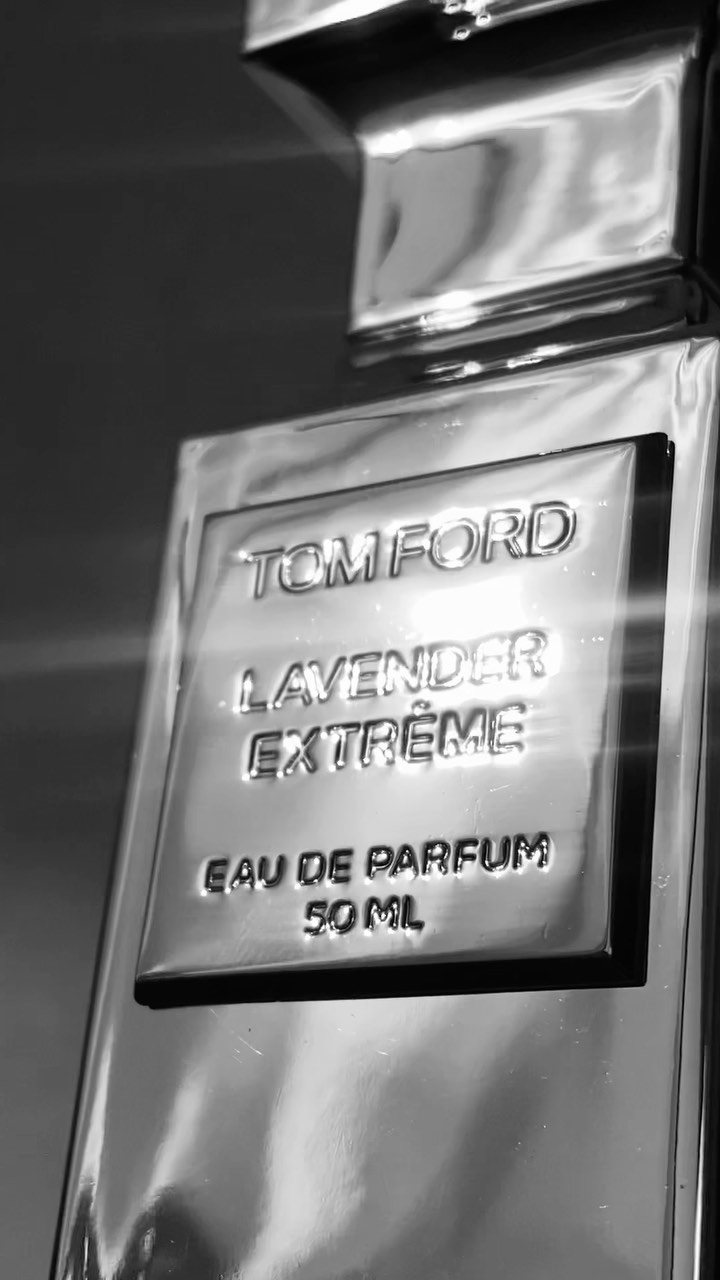 TOM FORD
LAVENDER
EXTRÊME
EAU DE PARFUM
50 ML